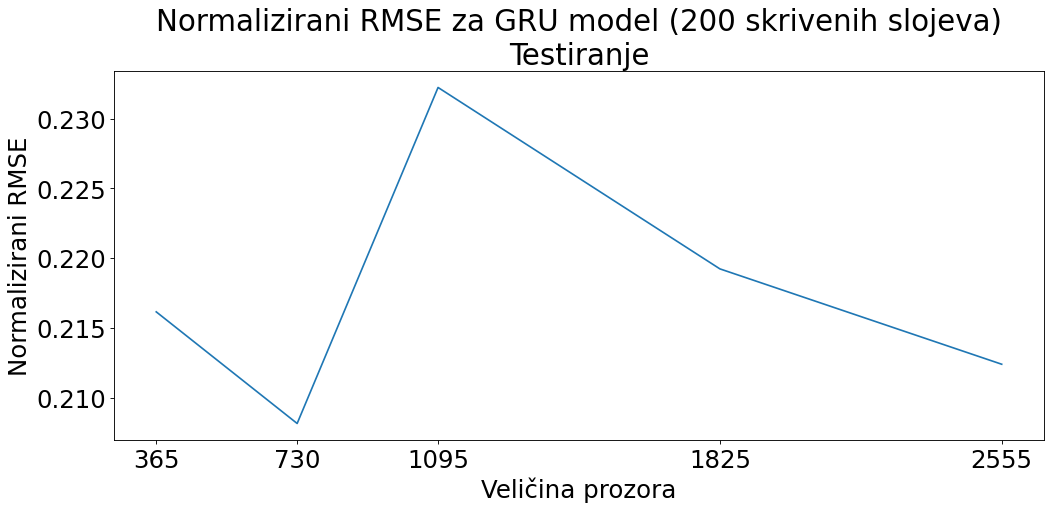 Normalizirani RMSE za GRU model (200 skrivenih slojeva)
Testiranje
Normalizirani RMSE
0.230
0.225
0.220
0.215
0.210
365 730 1095 1825 2555
Veličina prozora